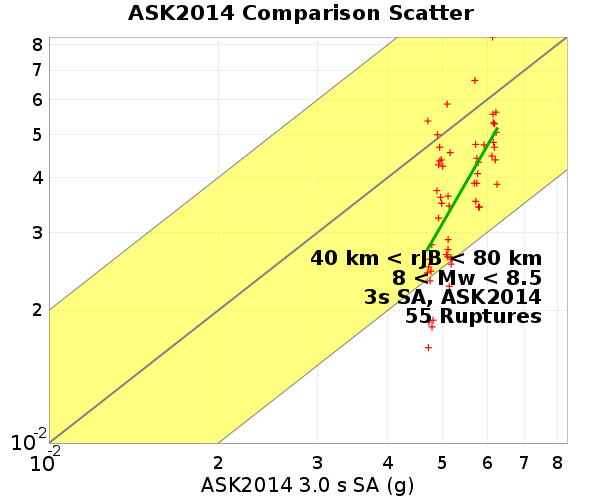 ASK2014 Comparison Scatter
8
7
6
5
4
3
2
10-2
40 km < rJB < 80 km
8 < Mw < 8.5
3s SA, ASK2014
55 Ruptures
10-2 2 3 4 5 6 7 8
ASK2014 3.0 s SA (g)